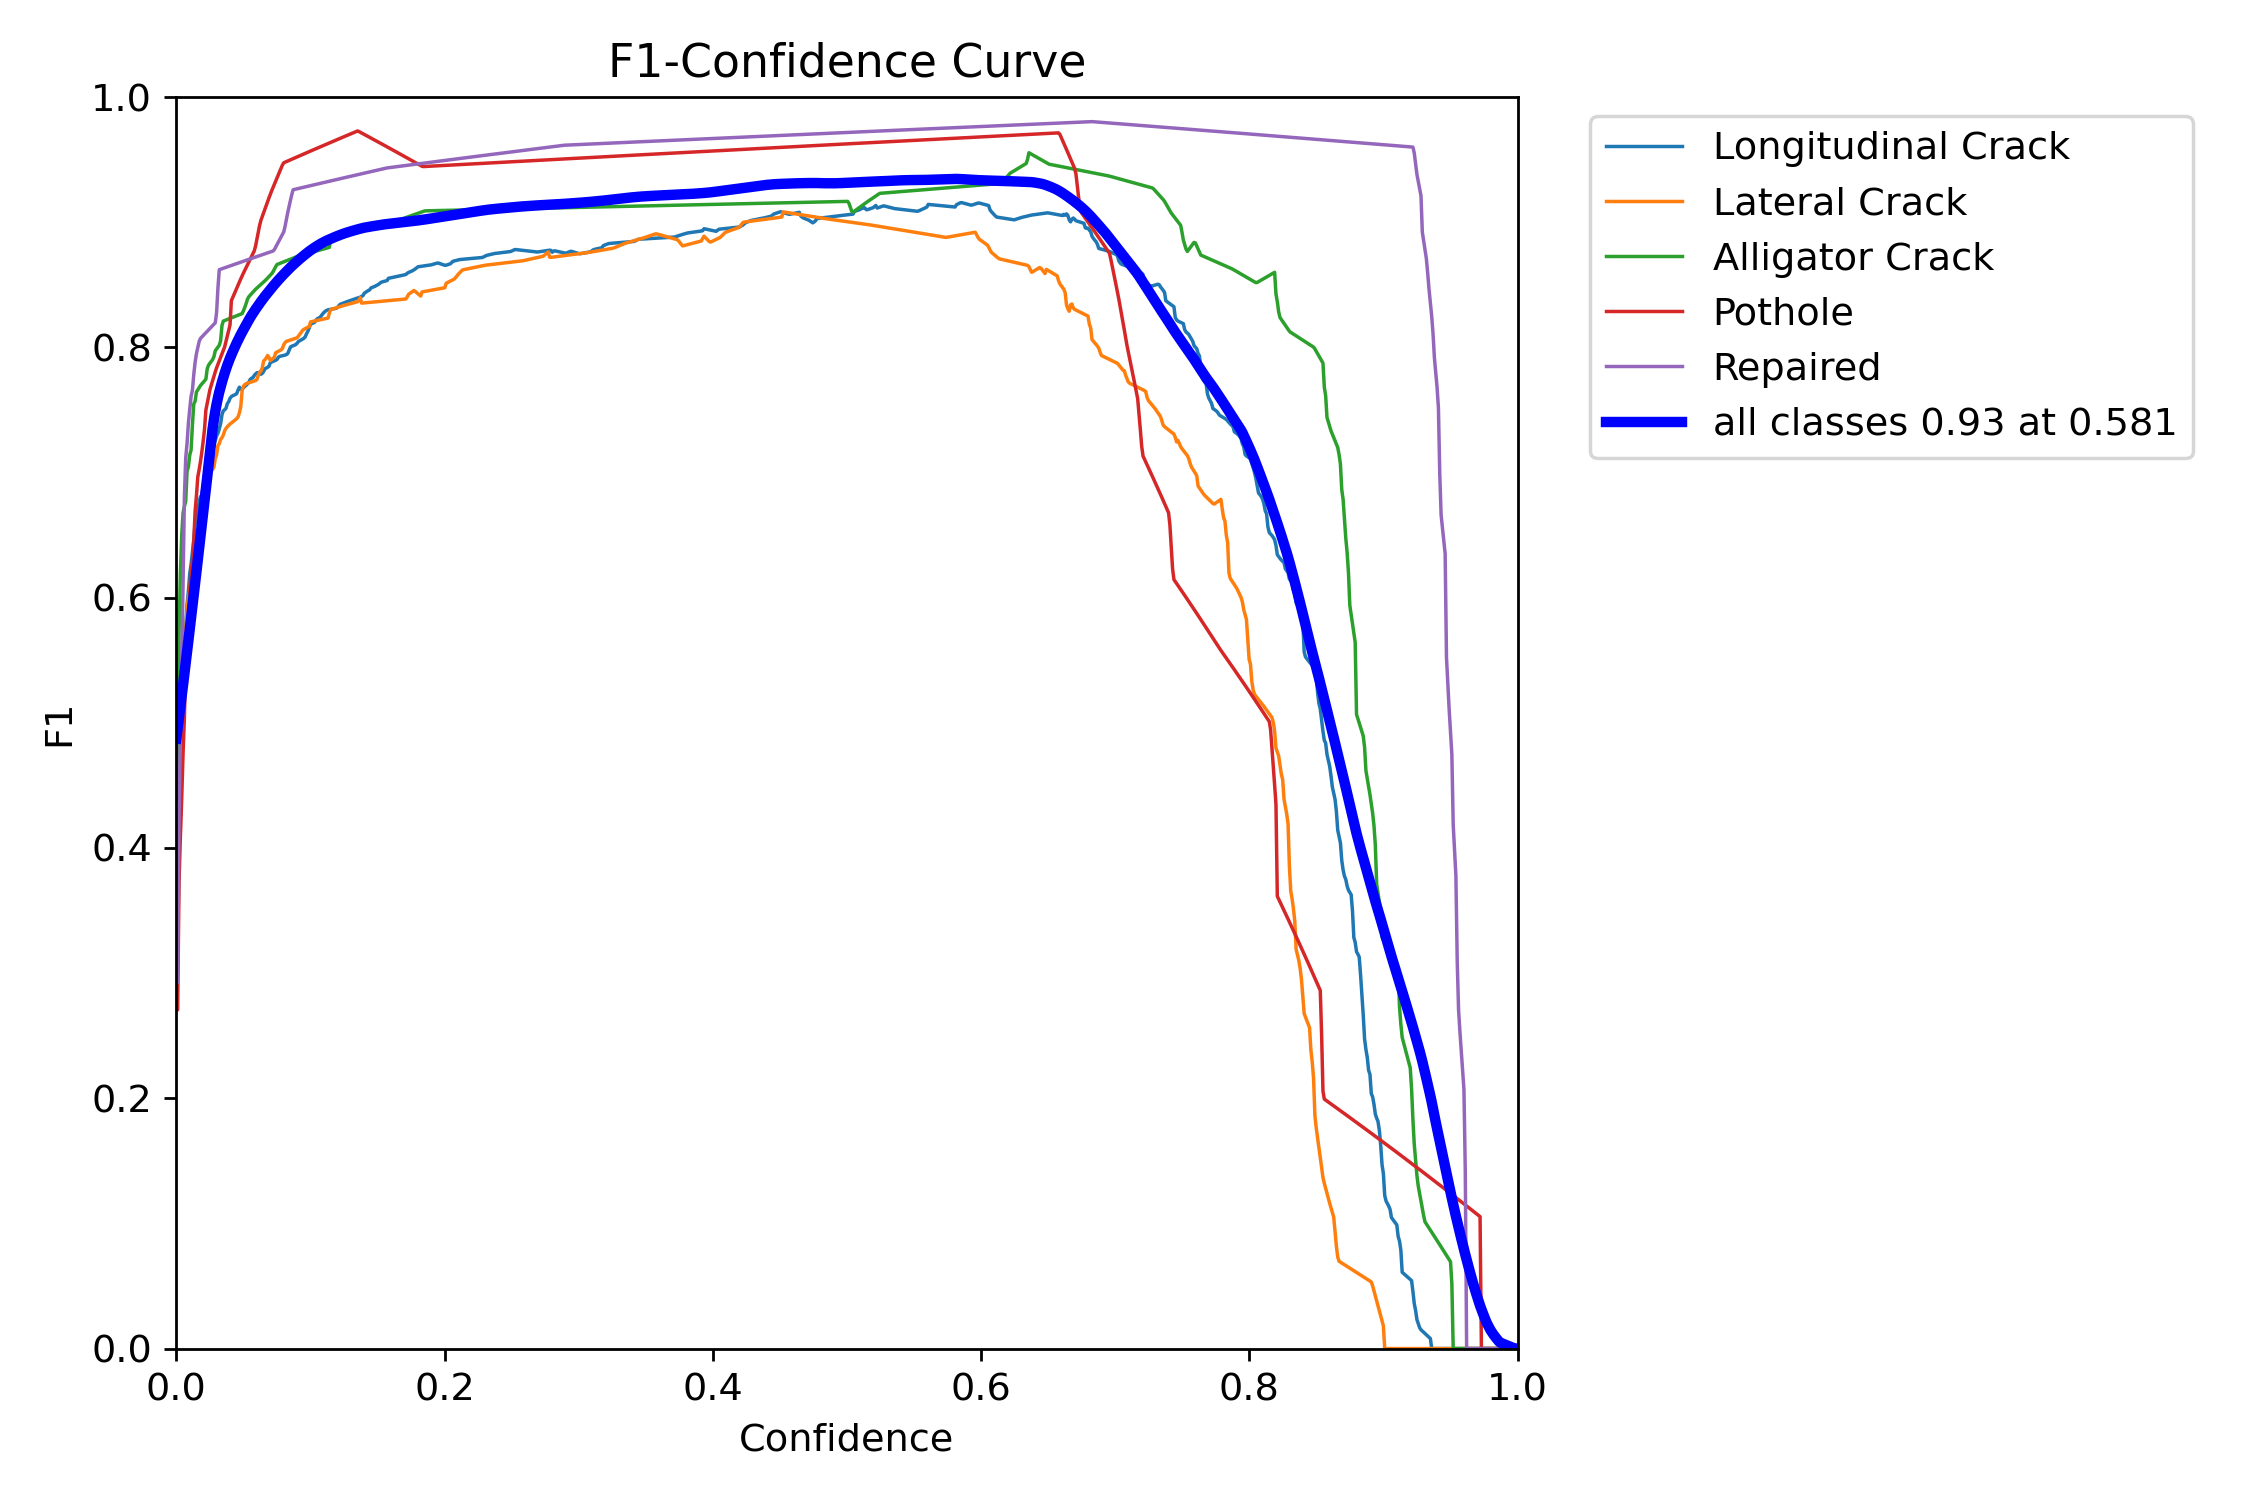 F1-Confidence Curve
1.0
0.8
0.6
0.4
0.2
0.0
F1
0.0 0.2 0.4 0.6 0.8 1.0
Confidence
Longitudinal Crack
Lateral Crack
Alligator Crack
Pothole
Repaired
all classes 0.93 at 0.581